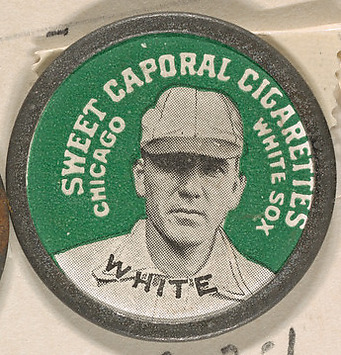 SWEET CAPORAL CIGARETTES
CHICAGO
WHITE SOX
WHITE